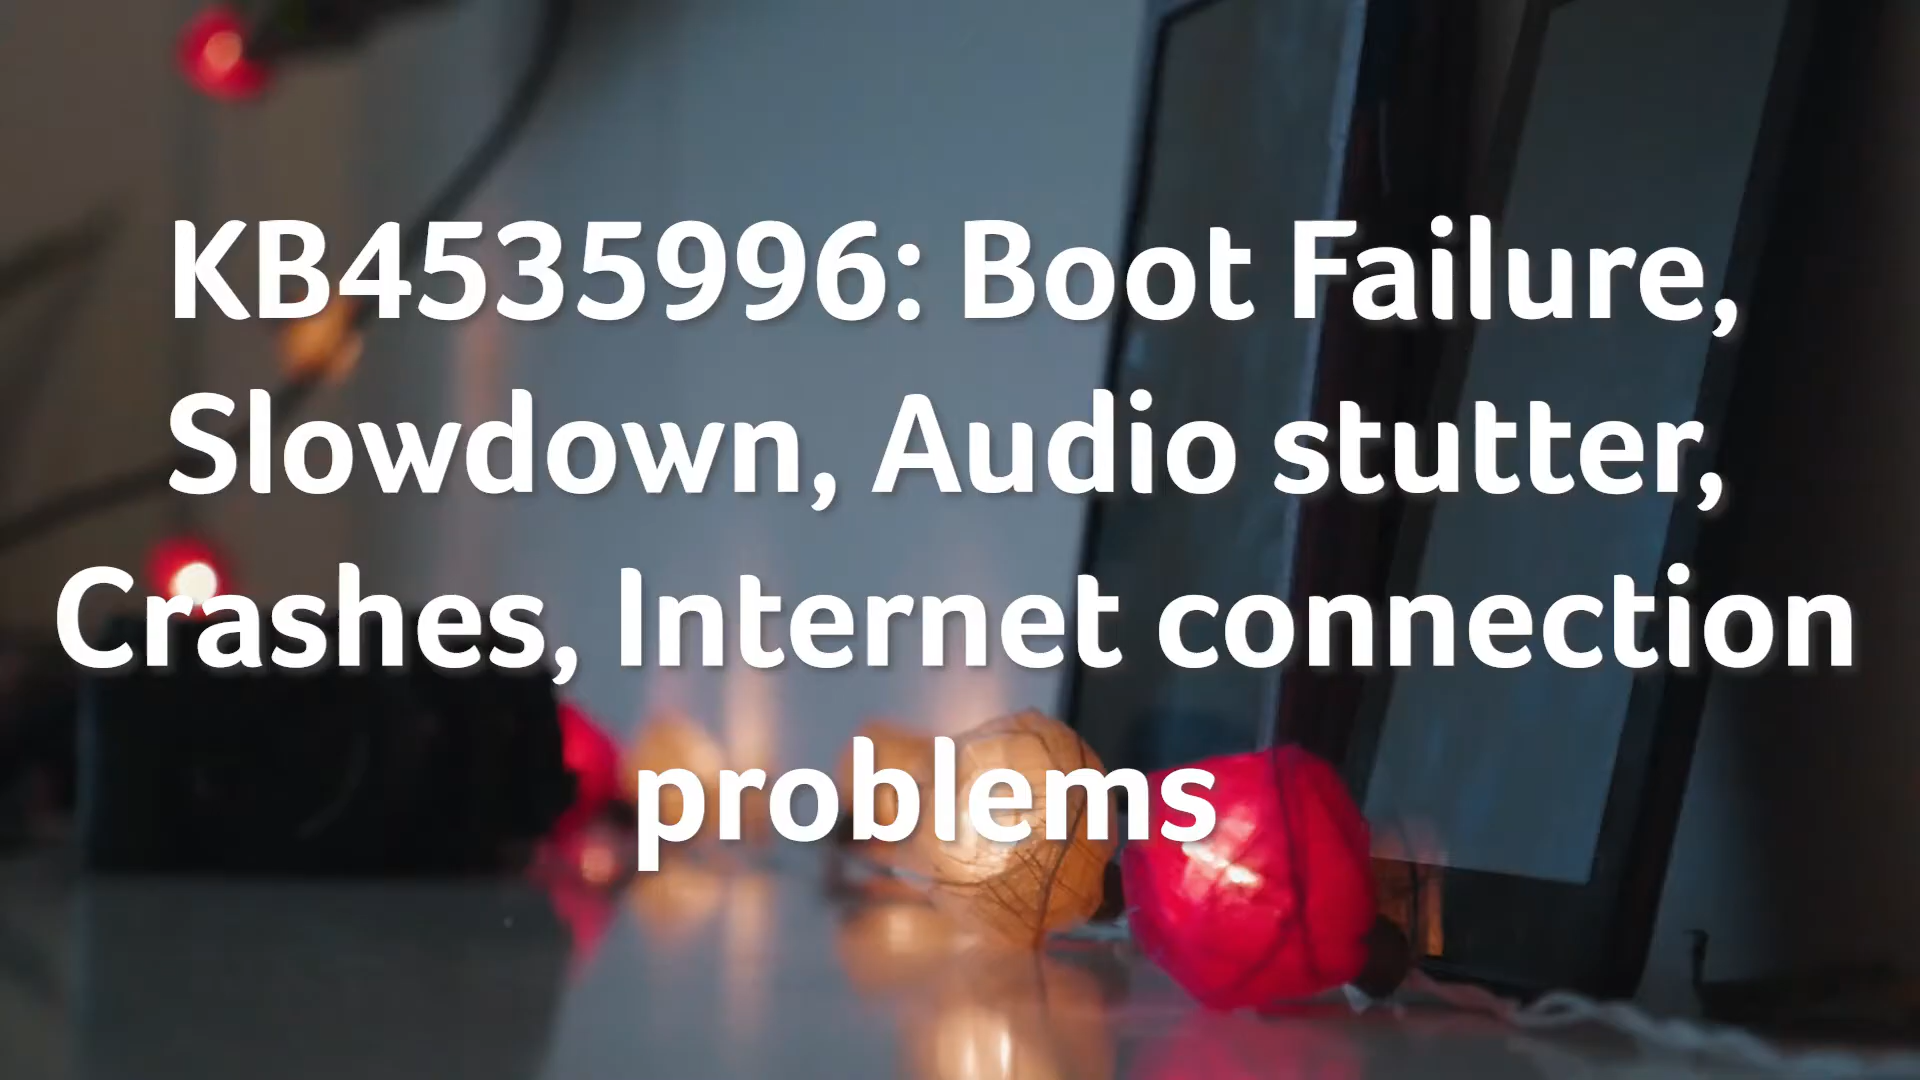 KB4535996: Boot Failure,
Slowdown, Audio stutter,
Crashes, Internet connection
problems